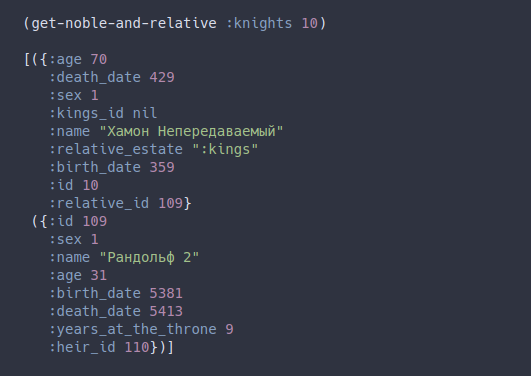 (get-noble-and-relative :knights 10)
[({:age 70
:death_date 429
:sex 1
:kings_id nil
:name "Хамон Непередаваемый"
:relative_estate ":kings"
:birth_date 359
:id 10
:relative_id 109}
({:id 109
:sex 1
:name "Рандольф 2"
:age 31
:birth_date 5381
:death_date 5413
:years_at_the_throne 9
:heir_id 110})]